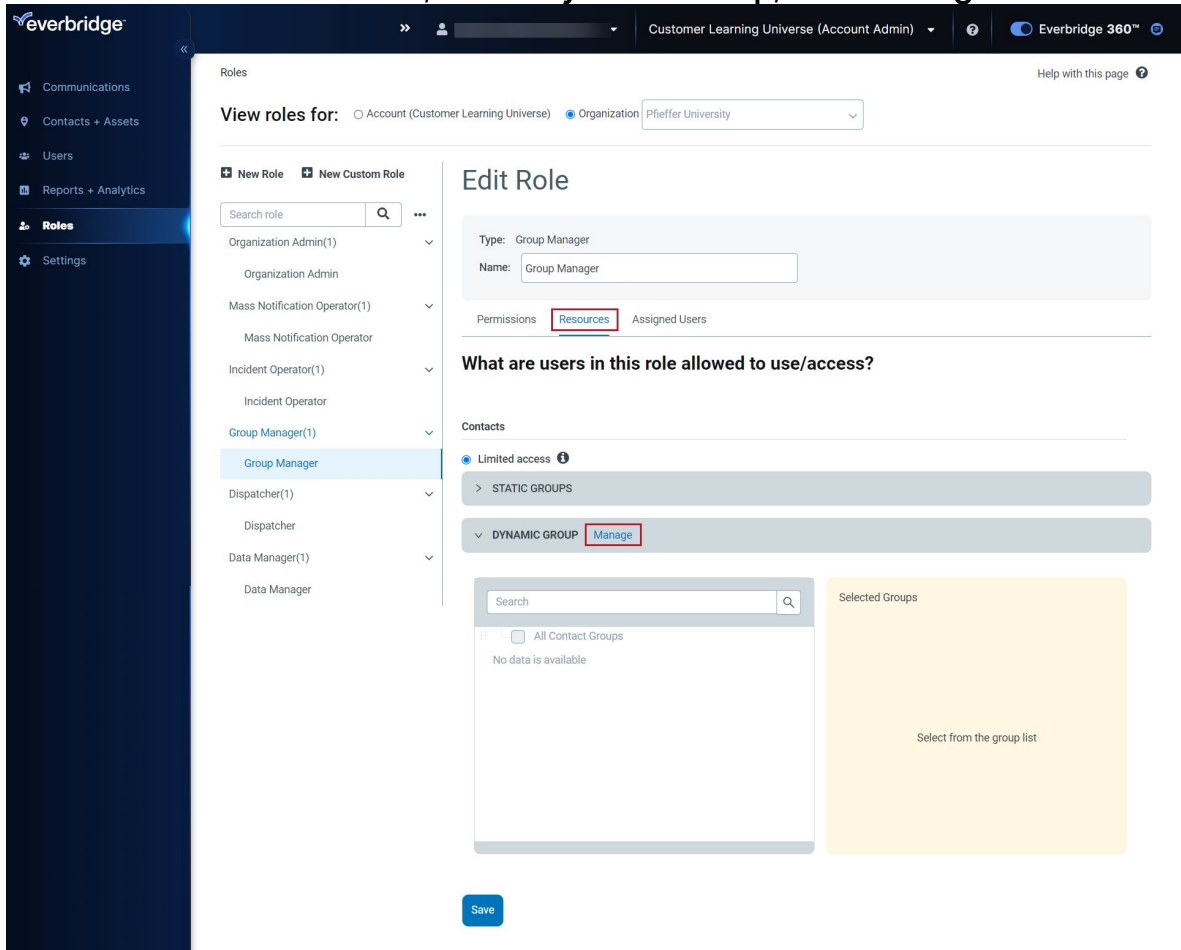 everbridge
Customer Learning Universe (Account Admin)
Everbridge 360™
Communications
Contacts + Assets
Users
Reports + Analytics
Roles
Settings
Roles
Help with this page
View roles for: Account (Customer Learning Universe) Organization Pfieffer University
New Role New Custom Role
Search role
Organization Admin(1)
Organization Admin
Mass Notification Operator(1)
Mass Notification Operator
Incident Operator(1)
Incident Operator
Group Manager(1)
Group Manager
Dispatcher(1)
Dispatcher
Data Manager(1)
Data Manager
Edit Role
Type: Group Manager
Name: Group Manager
Permissions Resources Assigned Users
What are users in this role allowed to use/access?
Contacts
Limited access
STATIC GROUPS
DYNAMIC GROUP Manage
Search
All Contact Groups
No data is available
Selected Groups
Select from the group list
Save